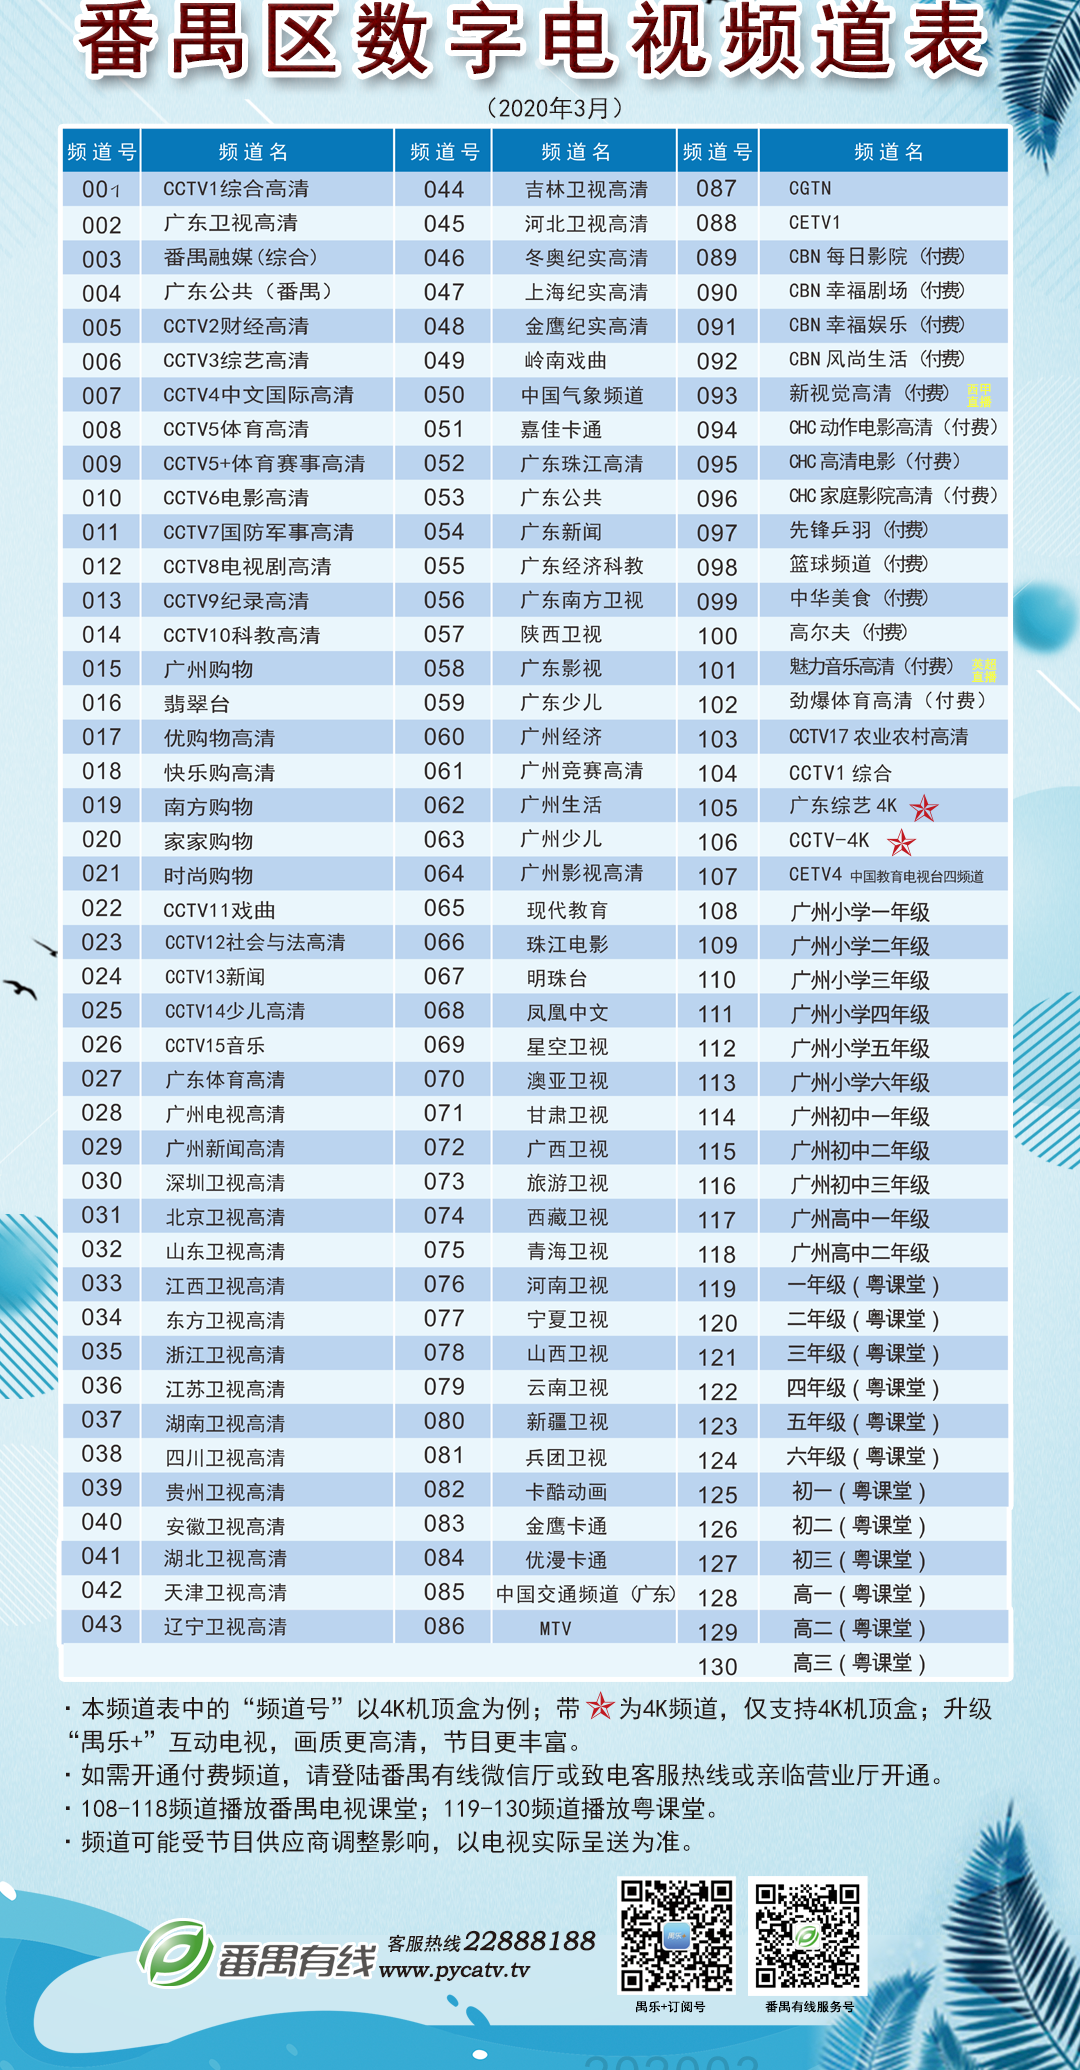 番禺区数字电视频道表
（2020年3月）
频道号 频道名 频道号 频道名 频道号 频道名
001 CCTV1综合高清 044 吉林卫视高清 087 CGTN
002 广东卫视高清 045 河北卫视高清 088 CETV1
003 番禺融媒(综合) 046 冬奥纪实高清 089 CBN 每日影院（付费）
004 广东公共（番禺） 047 上海纪实高清 090 CBN 幸福剧场（付费）
005 CCTV2财经高清 048 金鹰纪实高清 091 CBN 幸福娱乐（付费）
006 CCTV3综艺高清 049 岭南戏曲 092 CBN 风尚生活（付费）
007 CCTV4中文国际高清 050 中国气象频道 093 新视觉高清（付费） 西甲直播
008 CCTV5体育高清 051 嘉佳卡通 094 CHC 动作电影高清（付费）
009 CCTV5+体育赛事高清 052 广东珠江高清 095 CHC 高清电影（付费）
010 CCTV6电影高清 053 广东公共 096 CHC 家庭影院高清（付费）
011 CCTV7国防军事高清 054 广东新闻 097 先锋乒羽（付费）
012 CCTV8电视剧高清 055 广东经济科教 098 篮球频道（付费）
013 CCTV9纪录高清 056 广东南方卫视 099 中华美食（付费）
014 CCTV10科教高清 057 陕西卫视 100 高尔夫（付费）
015 广州购物 058 广东影视 101 魅力音乐高清（付费） 英超直播
016 翡翠台 059 广东少儿 102 劲爆体育高清（付费）
017 优购物高清 060 广州经济 103 CCTV17 农业农村高清
018 快乐购高清 061 广州竞赛高清 104 CCTV1 综合
019 南方购物 062 广州生活 105 广东综艺 4K
020 家家购物 063 广州少儿 106 CCTV-4K
021 时尚购物 064 广州影视高清 107 CETV4 中国教育电视台四频道
022 CCTV11戏曲 065 现代教育 108 广州小学一年级
023 CCTV12社会与法高清 066 珠江电影 109 广州小学二年级
024 CCTV13新闻 067 明珠台 110 广州小学三年级
025 CCTV14少儿高清 068 凤凰中文 111 广州小学四年级
026 CCTV15音乐 069 星空卫视 112 广州小学五年级
027 广东体育高清 070 澳亚卫视 113 广州小学六年级
028 广州电视高清 071 甘肃卫视 114 广州初中一年级
029 广州新闻高清 072 广西卫视 115 广州初中二年级
030 深圳卫视高清 073 旅游卫视 116 广州初中三年级
031 北京卫视高清 074 西藏卫视 117 广州高中一年级
032 山东卫视高清 075 青海卫视 118 广州高中二年级
033 江西卫视高清 076 河南卫视 119 一年级 ( 粤课堂 )
034 东方卫视高清 077 宁夏卫视 120 二年级 ( 粤课堂 )
035 浙江卫视高清 078 山西卫视 121 三年级 ( 粤课堂 )
036 江苏卫视高清 079 云南卫视 122 四年级 ( 粤课堂 )
037 湖南卫视高清 080 新疆卫视 123 五年级 ( 粤课堂 )
038 四川卫视高清 081 兵团卫视 124 六年级 ( 粤课堂 )
039 贵州卫视高清 082 卡酷动画 125 初一 ( 粤课堂 )
040 安徽卫视高清 083 金鹰卡通 126 初二 ( 粤课堂 )
041 湖北卫视高清 084 优漫卡通 127 初三 ( 粤课堂 )
042 天津卫视高清 085 中国交通频道（广东） 128 高一 ( 粤课堂 )
043 辽宁卫视高清 086 MTV 129 高二 ( 粤课堂 )
130 高三 ( 粤课堂 )
·本频道表中的“频道号”以4K机顶盒为例；带 为4K频道，仅支持4K机顶盒；升级
“禺乐+”互动电视，画质更高清，节目更丰富。
·如需开通付费频道，请登陆番禺有线微信厅或致电客服热线或亲临营业厅开通。
·108-118频道播放番禺电视课堂；119-130频道播放粤课堂。
·频道可能受节目供应商调整影响，以电视实际呈送为准。
番禺有线
客服热线22888188
www.pycatv.tv
禺乐+订阅号
番禺有线服务号